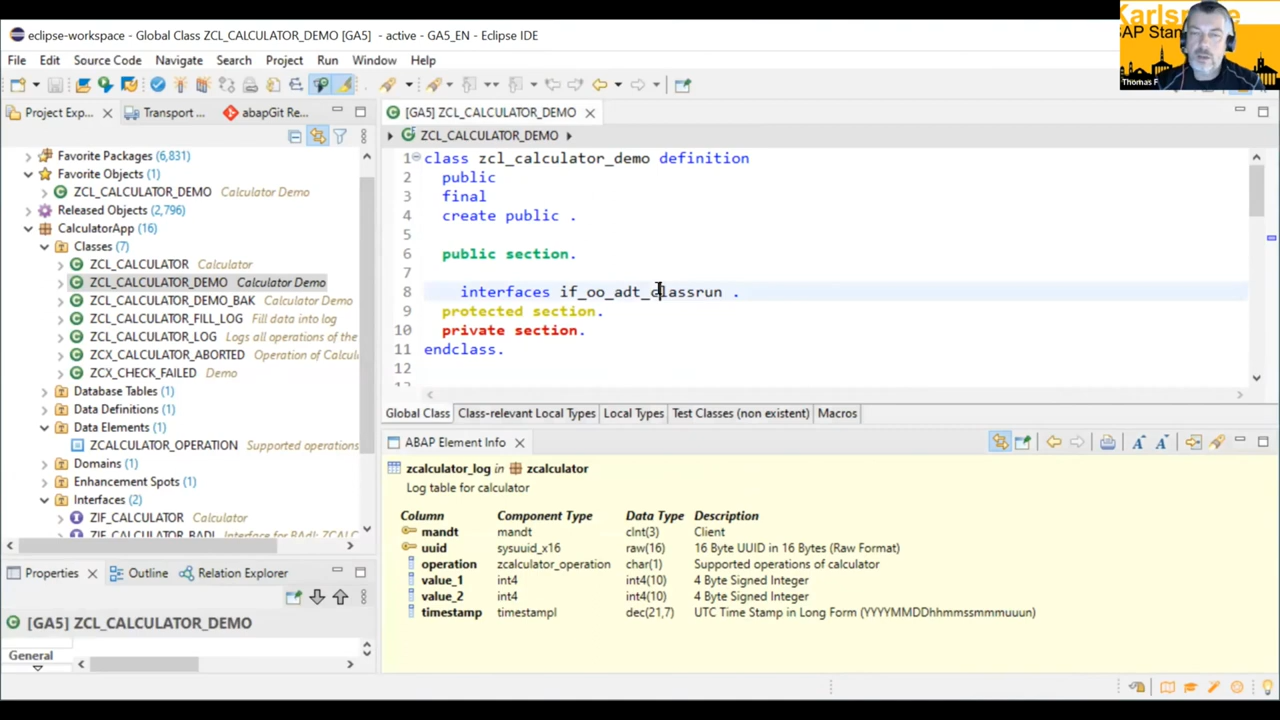 eclipse-workspace - Global Class ZCL_CALCULATOR_DEMO [GA5] - active - GA5_EN - Eclipse IDE
Karlsruhe
SAP Stam
Thomas F
File Edit Source Code Navigate Search Project Run Window Help
Project Exp... Transport ... abapGit Re...
[GA5] ZCL_CALCULATOR_DEMO
ZCL_CALCULATOR_DEMO
Favorite Packages (6,831)
Favorite Objects (1)
ZCL_CALCULATOR_DEMO Calculator Demo
Released Objects (2,796)
CalculatorApp (16)
Classes (7)
ZCL_CALCULATOR Calculator
ZCL_CALCULATOR_DEMO Calculator Demo
ZCL_CALCULATOR_DEMO_BAK Calculator Demo
ZCL_CALCULATOR_FILL_LOG Fill data into log
ZCL_CALCULATOR_LOG Logs all operations of the
ZCX_CALCULATOR_ABORTED Operation of Calcul
ZCX_CHECK_FAILED Demo
Database Tables (1)
Data Definitions (1)
Data Elements (1)
ZCALCULATOR_OPERATION Supported operations
Domains (1)
Enhancement Spots (1)
Interfaces (2)
ZIF_CALCULATOR Calculator
ZIF_CALCULATOR_BADI Interface for BAdI: ZCALC
1 class zcl_calculator_demo definition
2 public
3 final
4 create public .
5
6 public section.
7
8 interfaces if_oo_adt_classrun .
9 protected section.
10 private section.
11 endclass.
12
13
Global Class Class-relevant Local Types Local Types Test Classes (non existent) Macros
ABAP Element Info
zcalculator_log in zcalculator
Log table for calculator
Column Component Type Data Type Description
mandt mandt clnt(3) Client
uuid sysuuid_x16 raw(16) 16 Byte UUID in 16 Bytes (Raw Format)
operation zcalculator_operation char(1) Supported operations of calculator
value_1 int4 int4(10) 4 Byte Signed Integer
value_2 int4 int4(10) 4 Byte Signed Integer
timestamp timestampl dec(21,7) UTC Time Stamp in Long Form (YYYYMMDDhhmmssmmmuuun)
Properties Outline Relation Explorer
[GA5] ZCL_CALCULATOR_DEMO
General